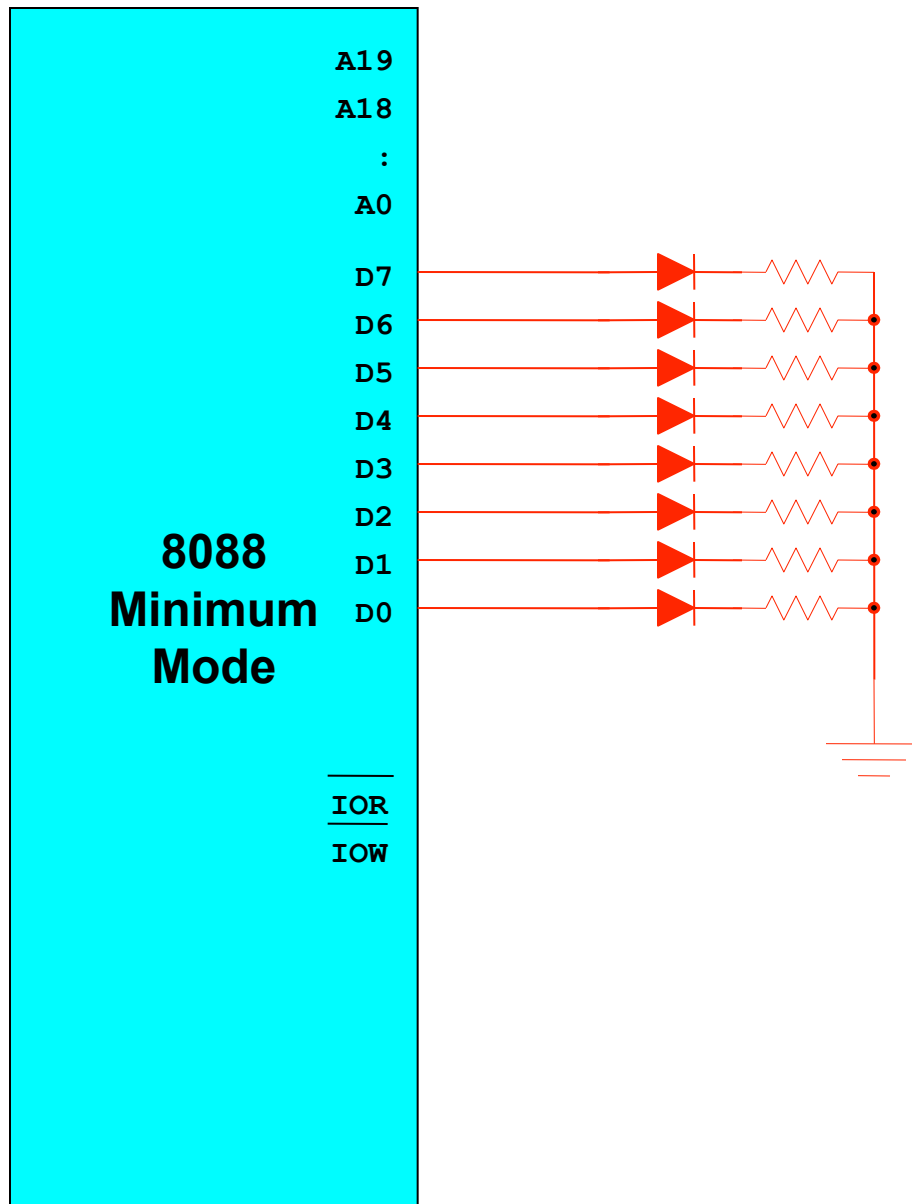 A19
A18
:
A0
D7
D6
D5
D4
D3
D2
D1
D0
8088
Minimum
Mode
IOR
IOW